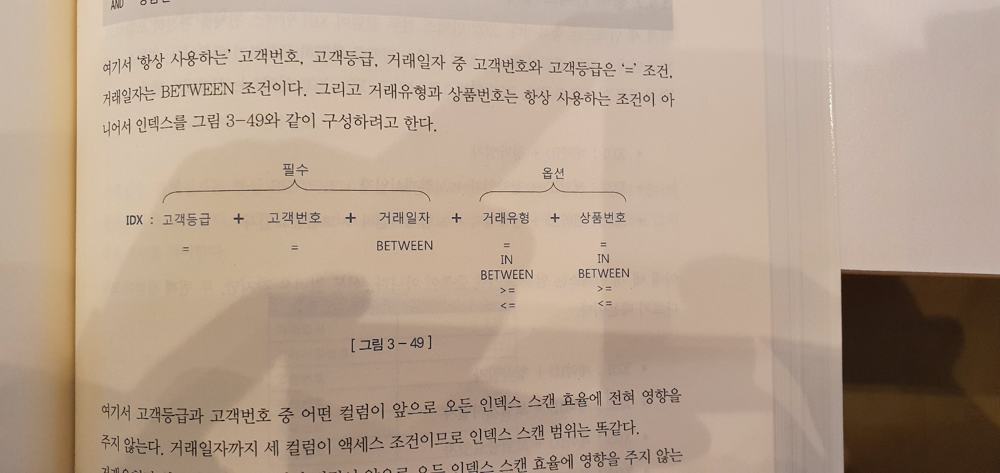 AND
여기서 '항상 사용하는' 고객번호, 고객등급, 거래일자 중 고객번호와 고객등급은 '=' 조건,
거래일자는 BETWEEN 조건이다. 그리고 거래유형과 상품번호는 항상 사용하는 조건이 아
니어서 인덱스를 그림 3-49와 같이 구성하려고 한다.
필수 옵션
IDX : 고객등급 + 고객번호 + 거래일자 + 거래유형 + 상품번호
= = BETWEEN = =
IN IN
BETWEEN BETWEEN
>= >=
<= <=
[ 그림 3 - 49 ]
여기서 고객등급과 고객번호 중 어떤 컬럼이 앞으로 오든 인덱스 스캔 효율에 전혀 영향을
주지 않는다. 거래일자까지 세 컬럼이 액세스 조건이므로 인덱스 스캔 범위는 똑같다.
앞으로 오든 인덱스 스캔 효율에 영향을 주지 않는